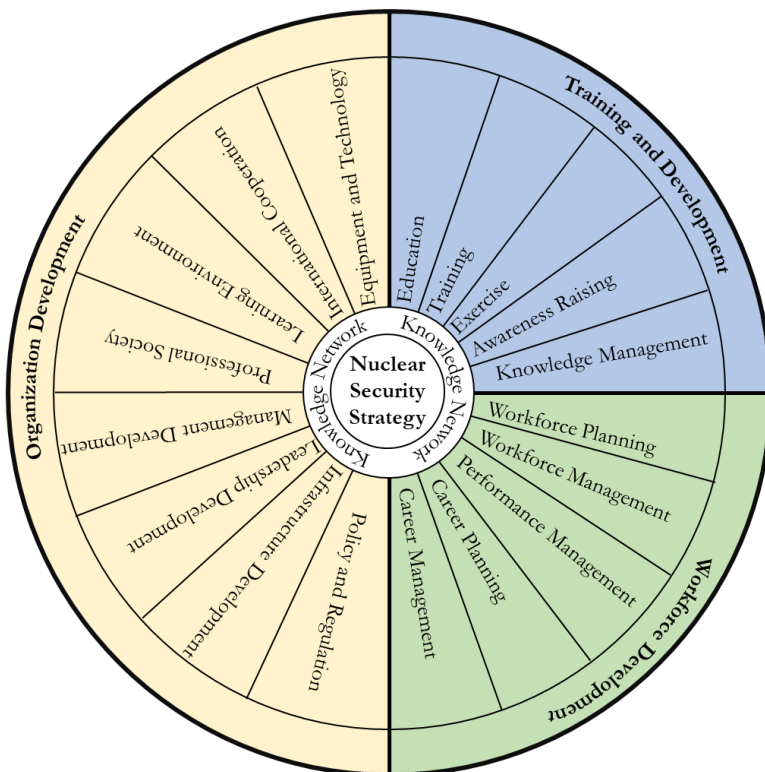 Nuclear
Security
Strategy
Knowledge Network
Knowledge Network
Training and Development
Education
Training
Exercise
Awareness Raising
Knowledge Management
Workforce Development
Workforce Planning
Workforce Management
Performance Management
Career Planning
Career Management
Organization Development
Policy and Regulation
Infrastructure Development
Leadership Development
Management Development
Professional Society
Learning Environment
International Cooperation
Equipment and Technology